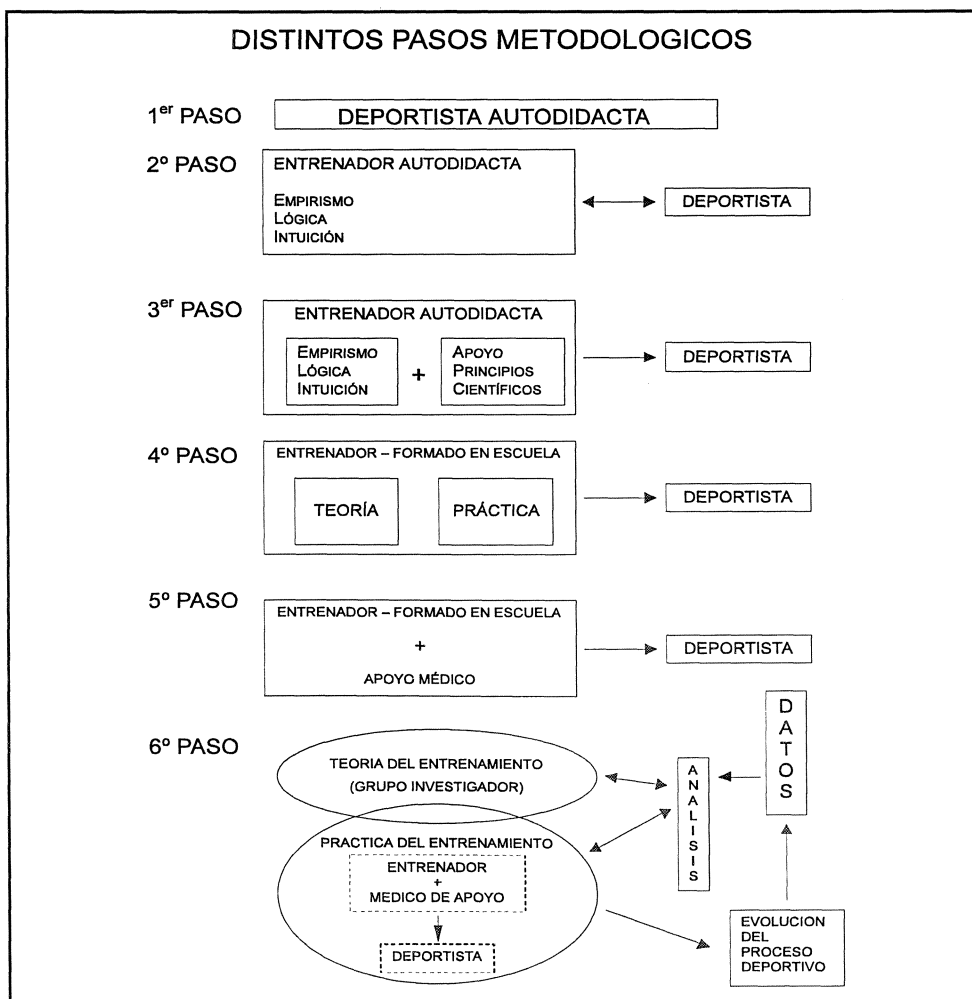 DISTINTOS PASOS METODOLOGICOS
1er PASO
DEPORTISTA AUTODIDACTA
2º PASO
ENTRENADOR AUTODIDACTA
EMPIRISMO
LÓGICA
INTUICIÓN
DEPORTISTA
3er PASO
ENTRENADOR AUTODIDACTA
EMPIRISMO
LÓGICA
INTUICIÓN
+
APOYO
PRINCIPIOS
CIENTÍFICOS
DEPORTISTA
4º PASO
ENTRENADOR – FORMADO EN ESCUELA
TEORÍA
PRÁCTICA
DEPORTISTA
5º PASO
ENTRENADOR – FORMADO EN ESCUELA
+
APOYO MÉDICO
DEPORTISTA
6º PASO
TEORIA DEL ENTRENAMIENTO
(GRUPO INVESTIGADOR)
PRACTICA DEL ENTRENAMIENTO
ENTRENADOR
+
MEDICO DE APOYO
DEPORTISTA
ANALISIS
DATOS
EVOLUCION
DEL
PROCESO
DEPORTIVO